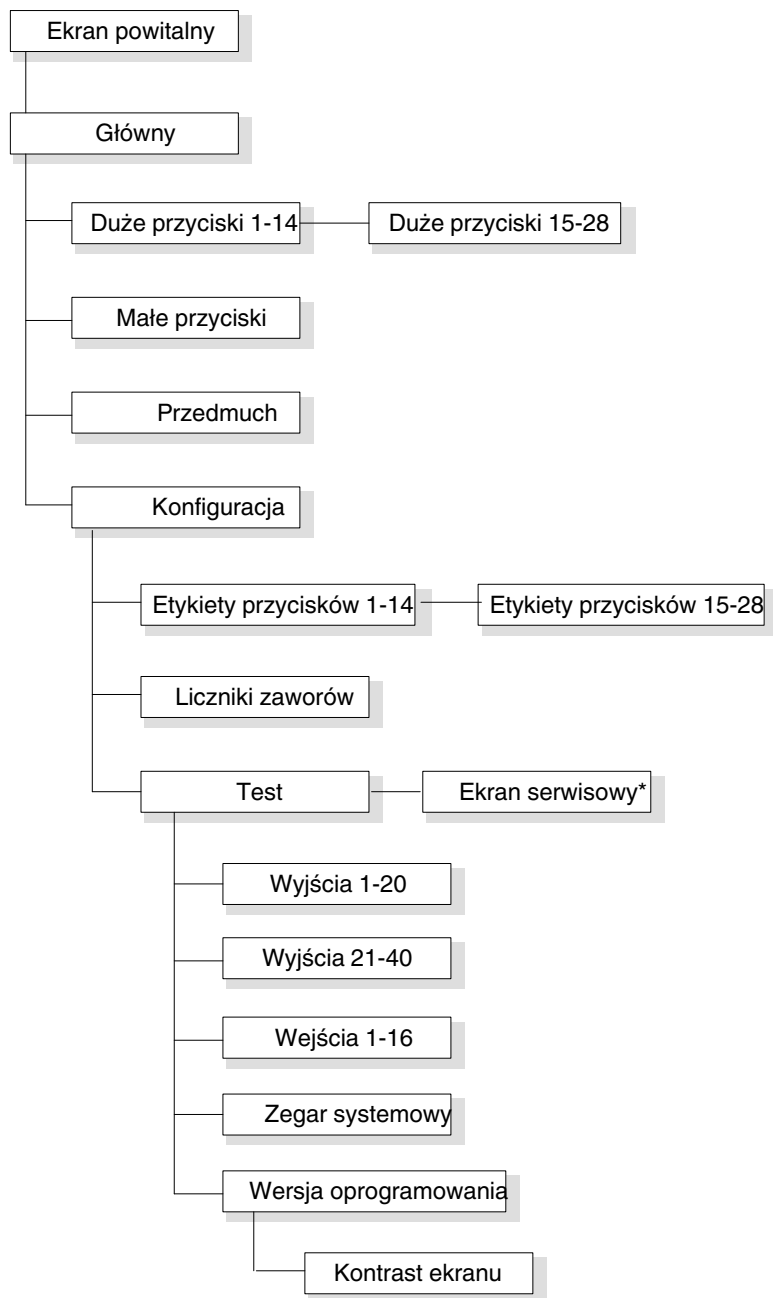 Ekran powitalny
Główny
Duże przyciski 1-14
Duże przyciski 15-28
Małe przyciski
Przedmuch
Konfiguracja
Etykiety przycisków 1-14
Etykiety przycisków 15-28
Liczniki zaworów
Test
Ekran serwisowy*
Wyjścia 1-20
Wyjścia 21-40
Wejścia 1-16
Zegar systemowy
Wersja oprogramowania
Kontrast ekranu